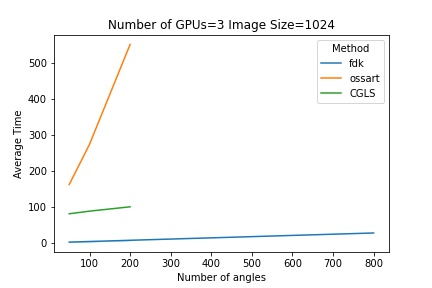 Number of GPUs=3 Image Size=1024
Method
fdk
ossart
CGLS
Average Time
500
400
300
200
100
0
100 200 300 400 500 600 700 800
Number of angles